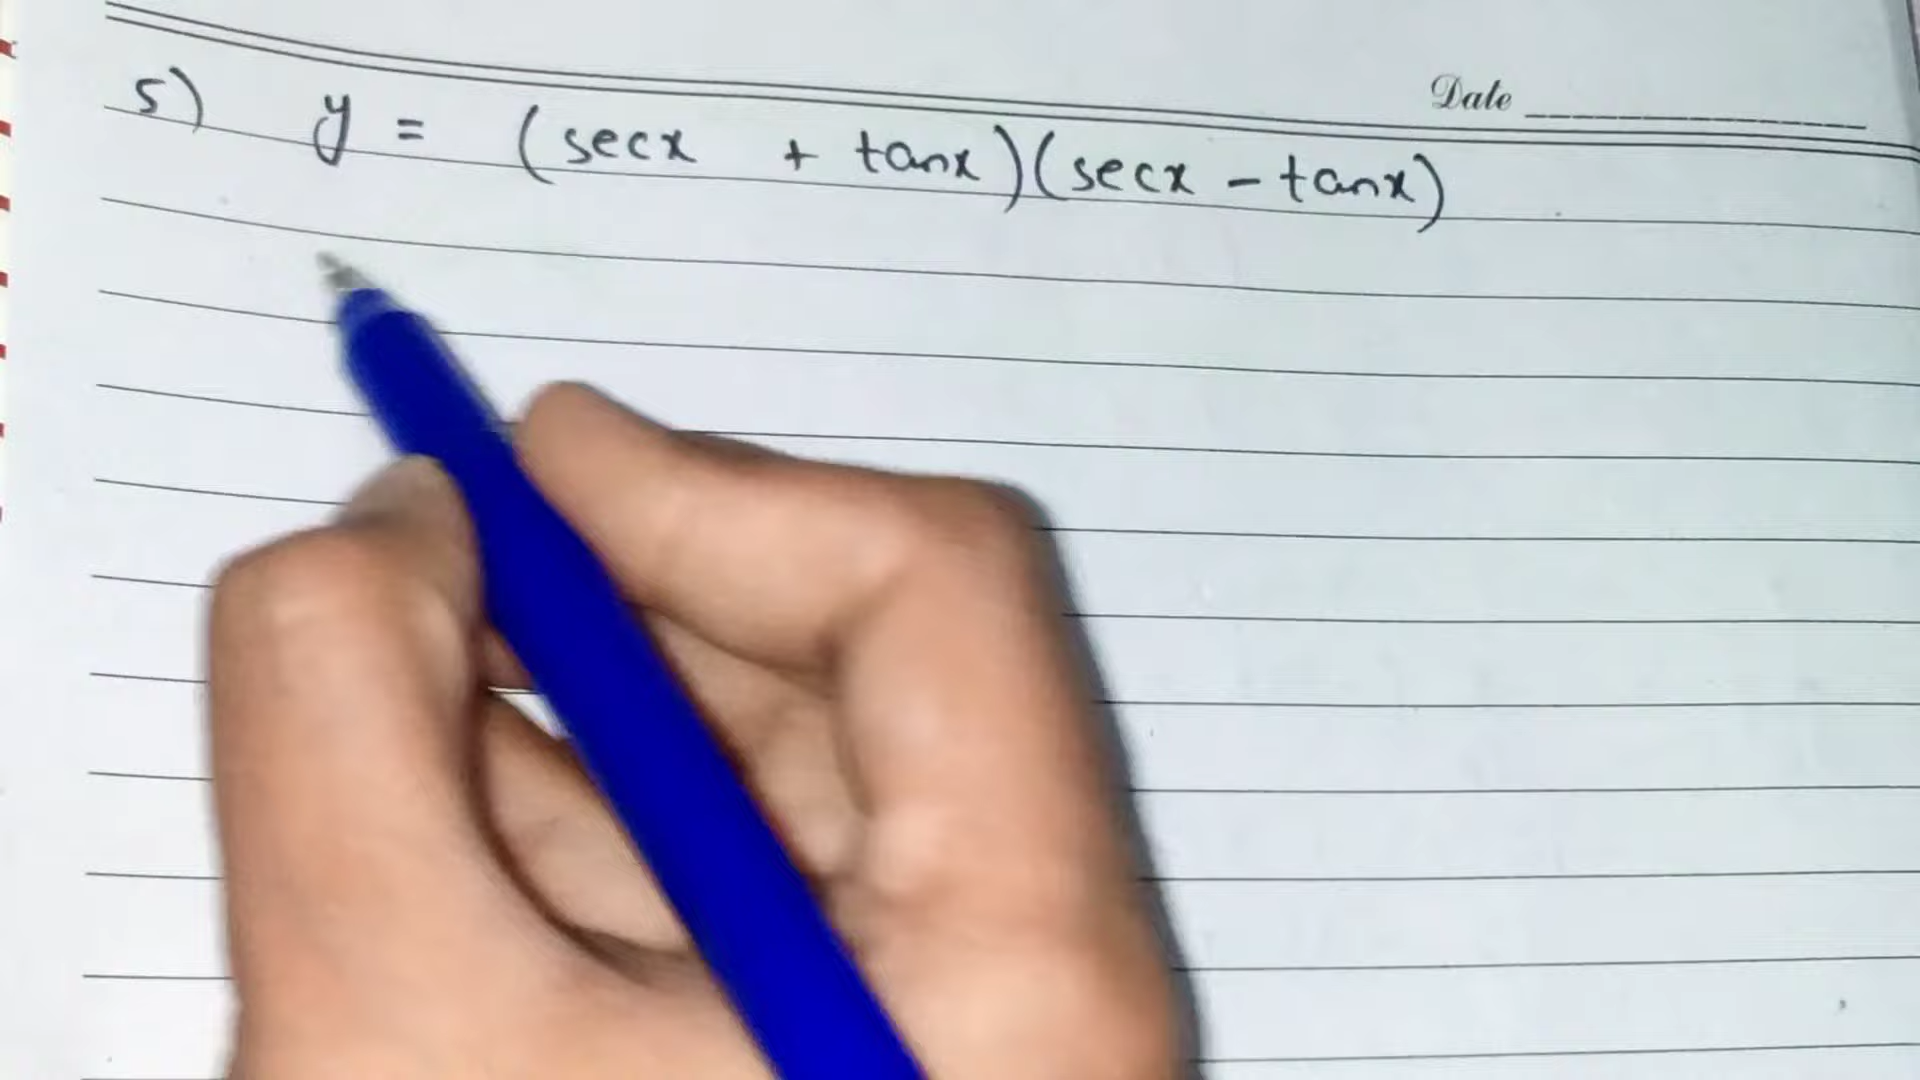 Date
5) y = (secx + tanx)(secx - tanx)